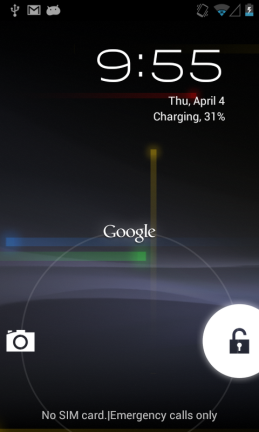 9:55
Thu, April 4
Charging, 31%
Google
No SIM card.|Emergency calls only